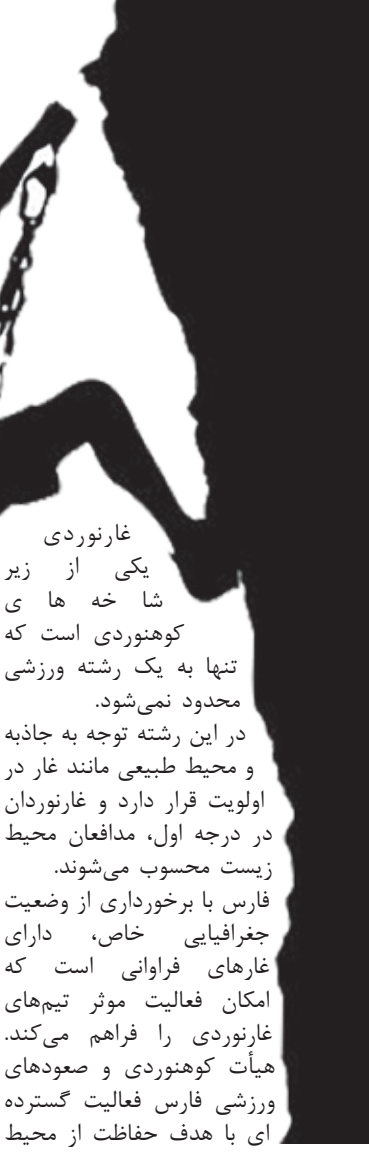 غارنوردی
یکی از زیر
شا خه ها ی
کوهنوردی است که
تنها به یک رشته ورزشی
محدود نمی‌شود.
در این رشته توجه به جاذبه
و محیط طبیعی مانند غار در
اولویت قرار دارد و غارنوردان
در درجه اول، مدافعان محیط
زیست محسوب می‌شوند.
فارس با برخورداری از وضعیت
جغرافیایی خاص، دارای
غارهای فراوانی است که
امکان فعالیت موثر تیم‌های
غارنوردی را فراهم می‌کند.
هیأت کوهنوردی و صعودهای
ورزشی فارس فعالیت گسترده
ای با هدف حفاظت از محیط